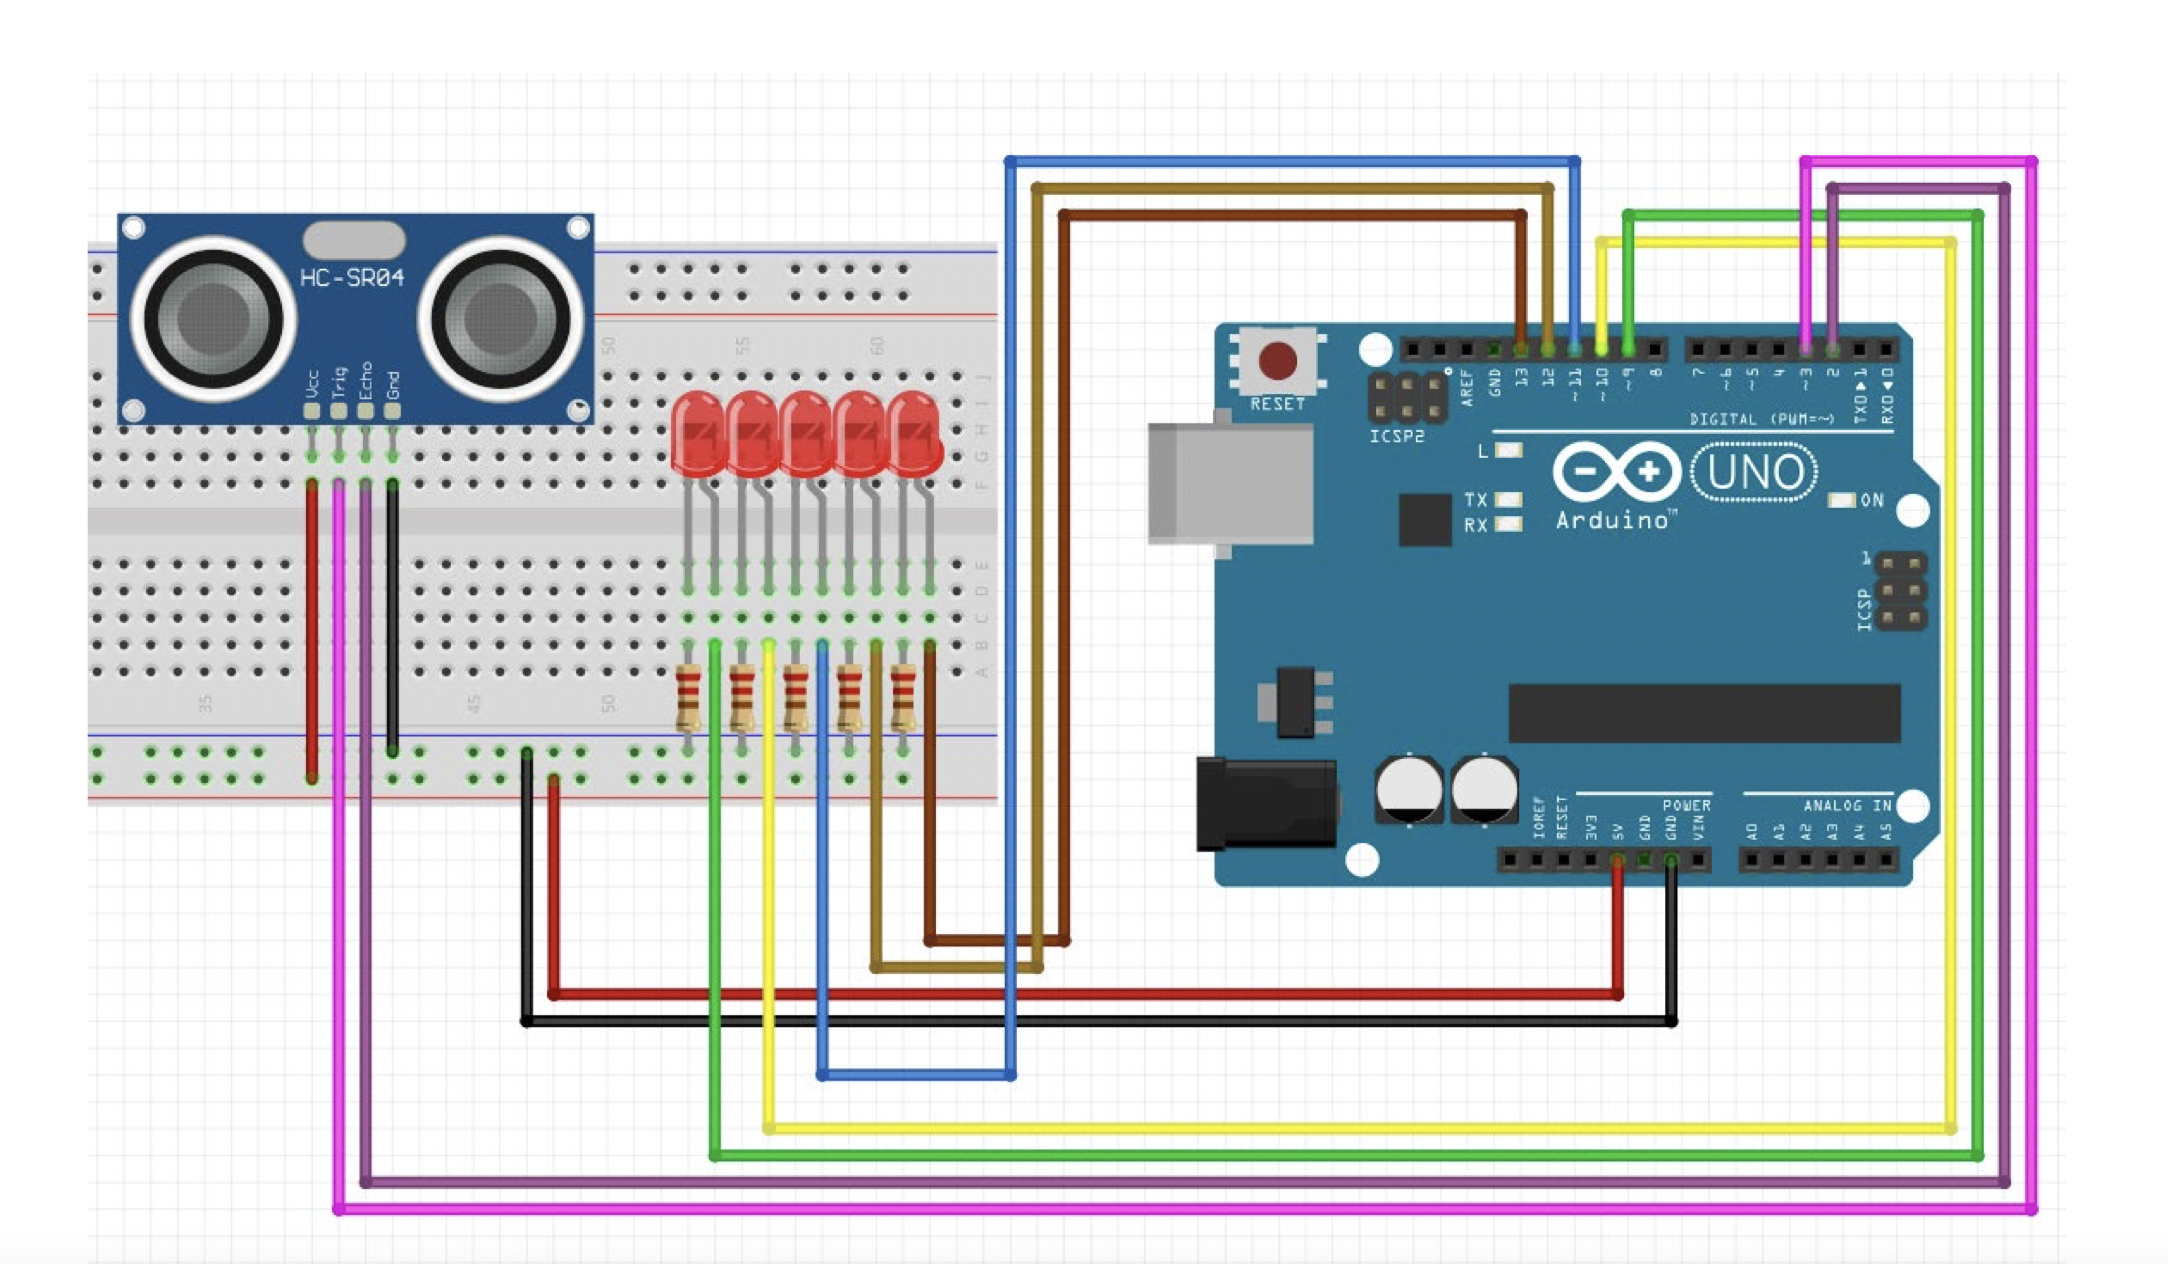 HC-SR04
Vcc
Trig
Echo
Gnd
50
55
60
J
I
H
G
F
E
D
C
B
A
35
45
50
RESET
ICSP2
AREF
GND
13
12
~11
~10
~9
8
7
~6
~5
4
~3
2
TXD▶1
RXD◀0
DIGITAL (PWM=~)
L
TX
RX
UNO
Arduino™
ON
1
ICSP
IOREF
RESET
3V3
5V
GND
GND
VIN
POWER
ANALOG IN
A0
A1
A2
A3
A4
A5